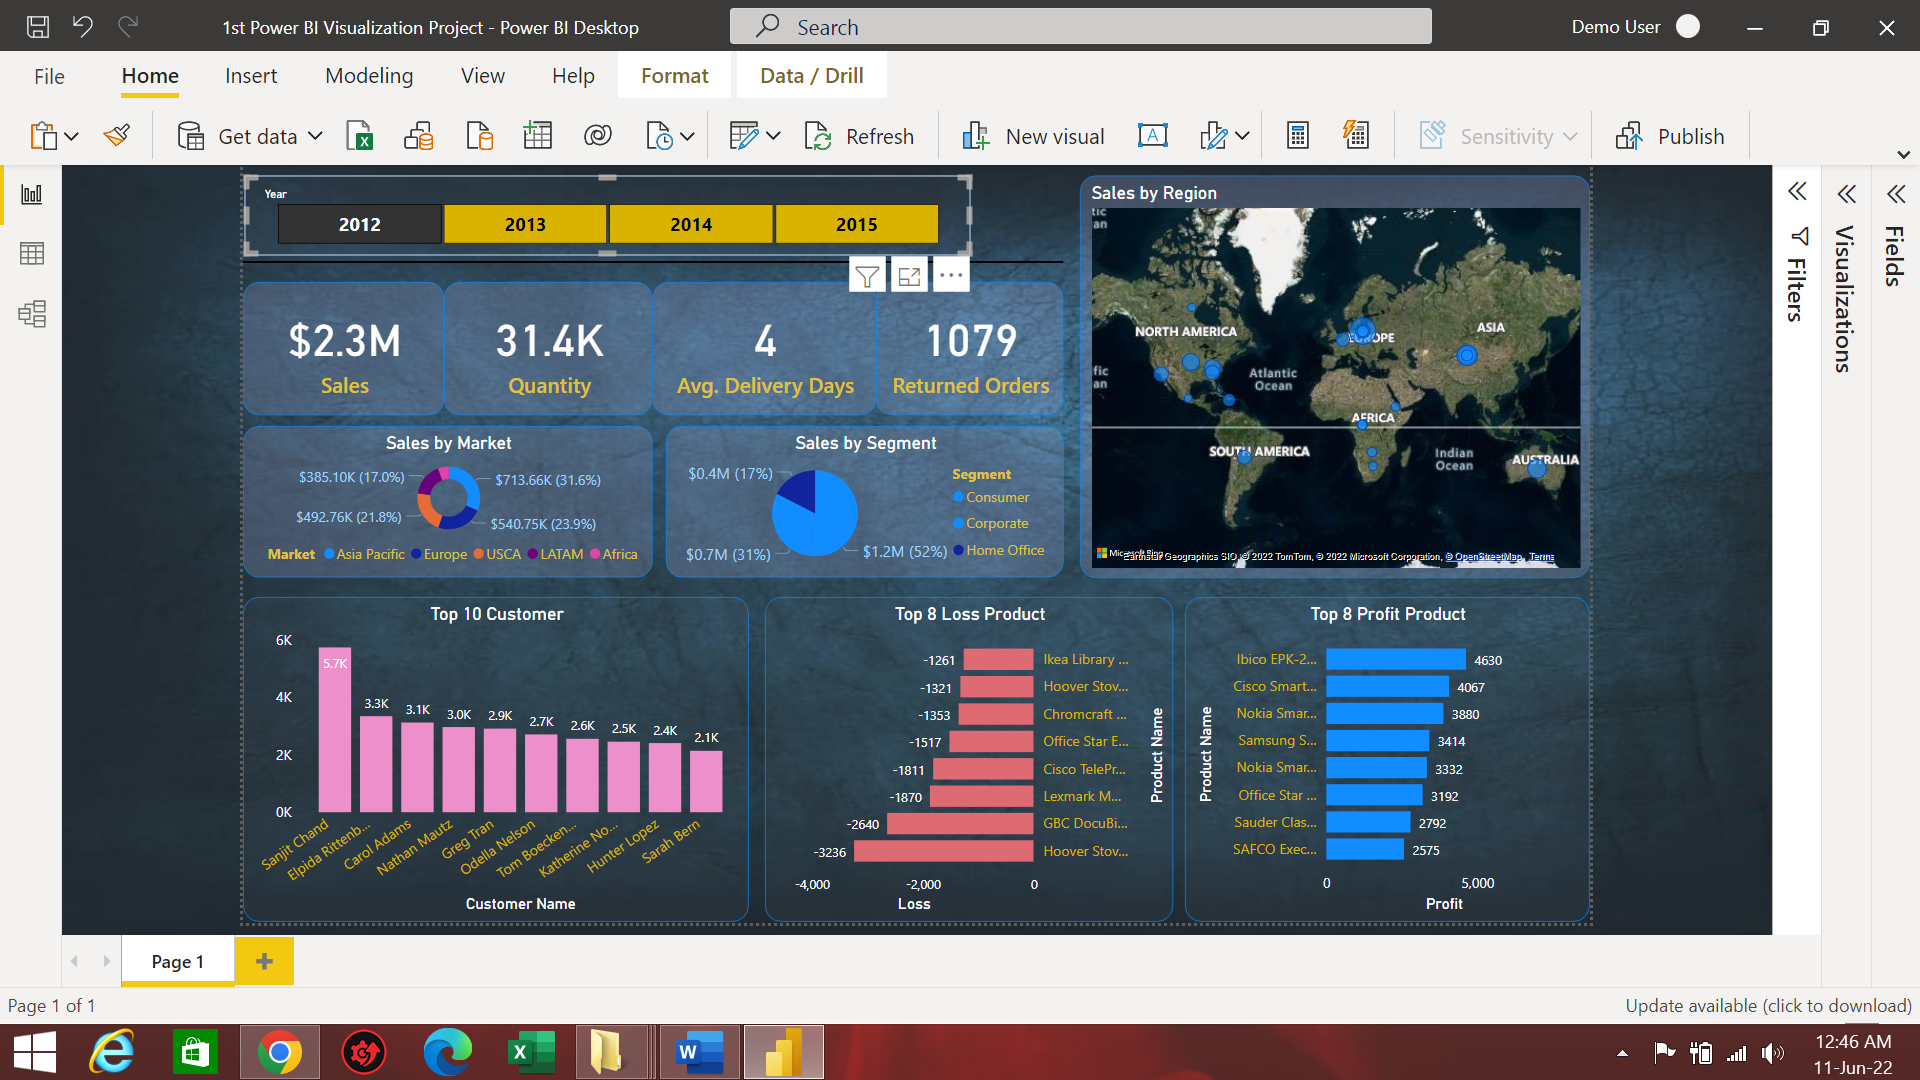 1st Power BI Visualization Project - Power BI Desktop
Search
Demo User
File
Home
Insert
Modeling
View
Help
Format
Data / Drill
Get data
Refresh
New visual
A
Sensitivity
Publish
Year
2012
2013
2014
2015
$2.3M
Sales
31.4K
Quantity
4
Avg. Delivery Days
1079
Returned Orders
Sales by Region
tic
an
NORTH AMERICA
EUROPE
ASIA
fic
an
Atlantic
Ocean
AFRICA
SOUTH AMERICA
Indian
Ocean
AUSTRALIA
Microsoft Bing
Earthstar Geographics SIO, © 2022 TomTom, © 2022 Microsoft Corporation, © OpenStreetMap Terms
Filters
Visualizations
Fields
Sales by Market
$385.10K (17.0%)
$713.66K (31.6%)
$492.76K (21.8%)
$540.75K (23.9%)
Market Asia Pacific Europe USCA LATAM Africa
Sales by Segment
$0.4M (17%)
$0.7M (31%)
$1.2M (52%)
Segment
Consumer
Corporate
Home Office
Top 10 Customer
6K
4K
2K
0K
5.7K
3.3K
3.1K
3.0K
2.9K
2.7K
2.6K
2.5K
2.4K
2.1K
Sanjit Chand
Elpida Rittenb...
Carol Adams
Nathan Mautz
Greg Tran
Odella Nelson
Tom Boecken...
Katherine No...
Hunter Lopez
Sarah Bern
Customer Name
Top 8 Loss Product
-1261 Ikea Library ...
-1321 Hoover Stov...
-1353 Chromcraft ...
-1517 Office Star E...
-1811 Cisco TelePr...
-1870 Lexmark M...
-2640 GBC DocuBi...
-3236 Hoover Stov...
-4,000 -2,000 0
Loss
Product Name
Top 8 Profit Product
Product Name
Ibico EPK-2... 4630
Cisco Smart... 4067
Nokia Smar... 3880
Samsung S... 3414
Nokia Smar... 3332
Office Star ... 3192
Sauder Clas... 2792
SAFCO Exec... 2575
0 5,000
Profit
Page 1
Page 1 of 1
Update available (click to download)
12:46 AM
11-Jun-22